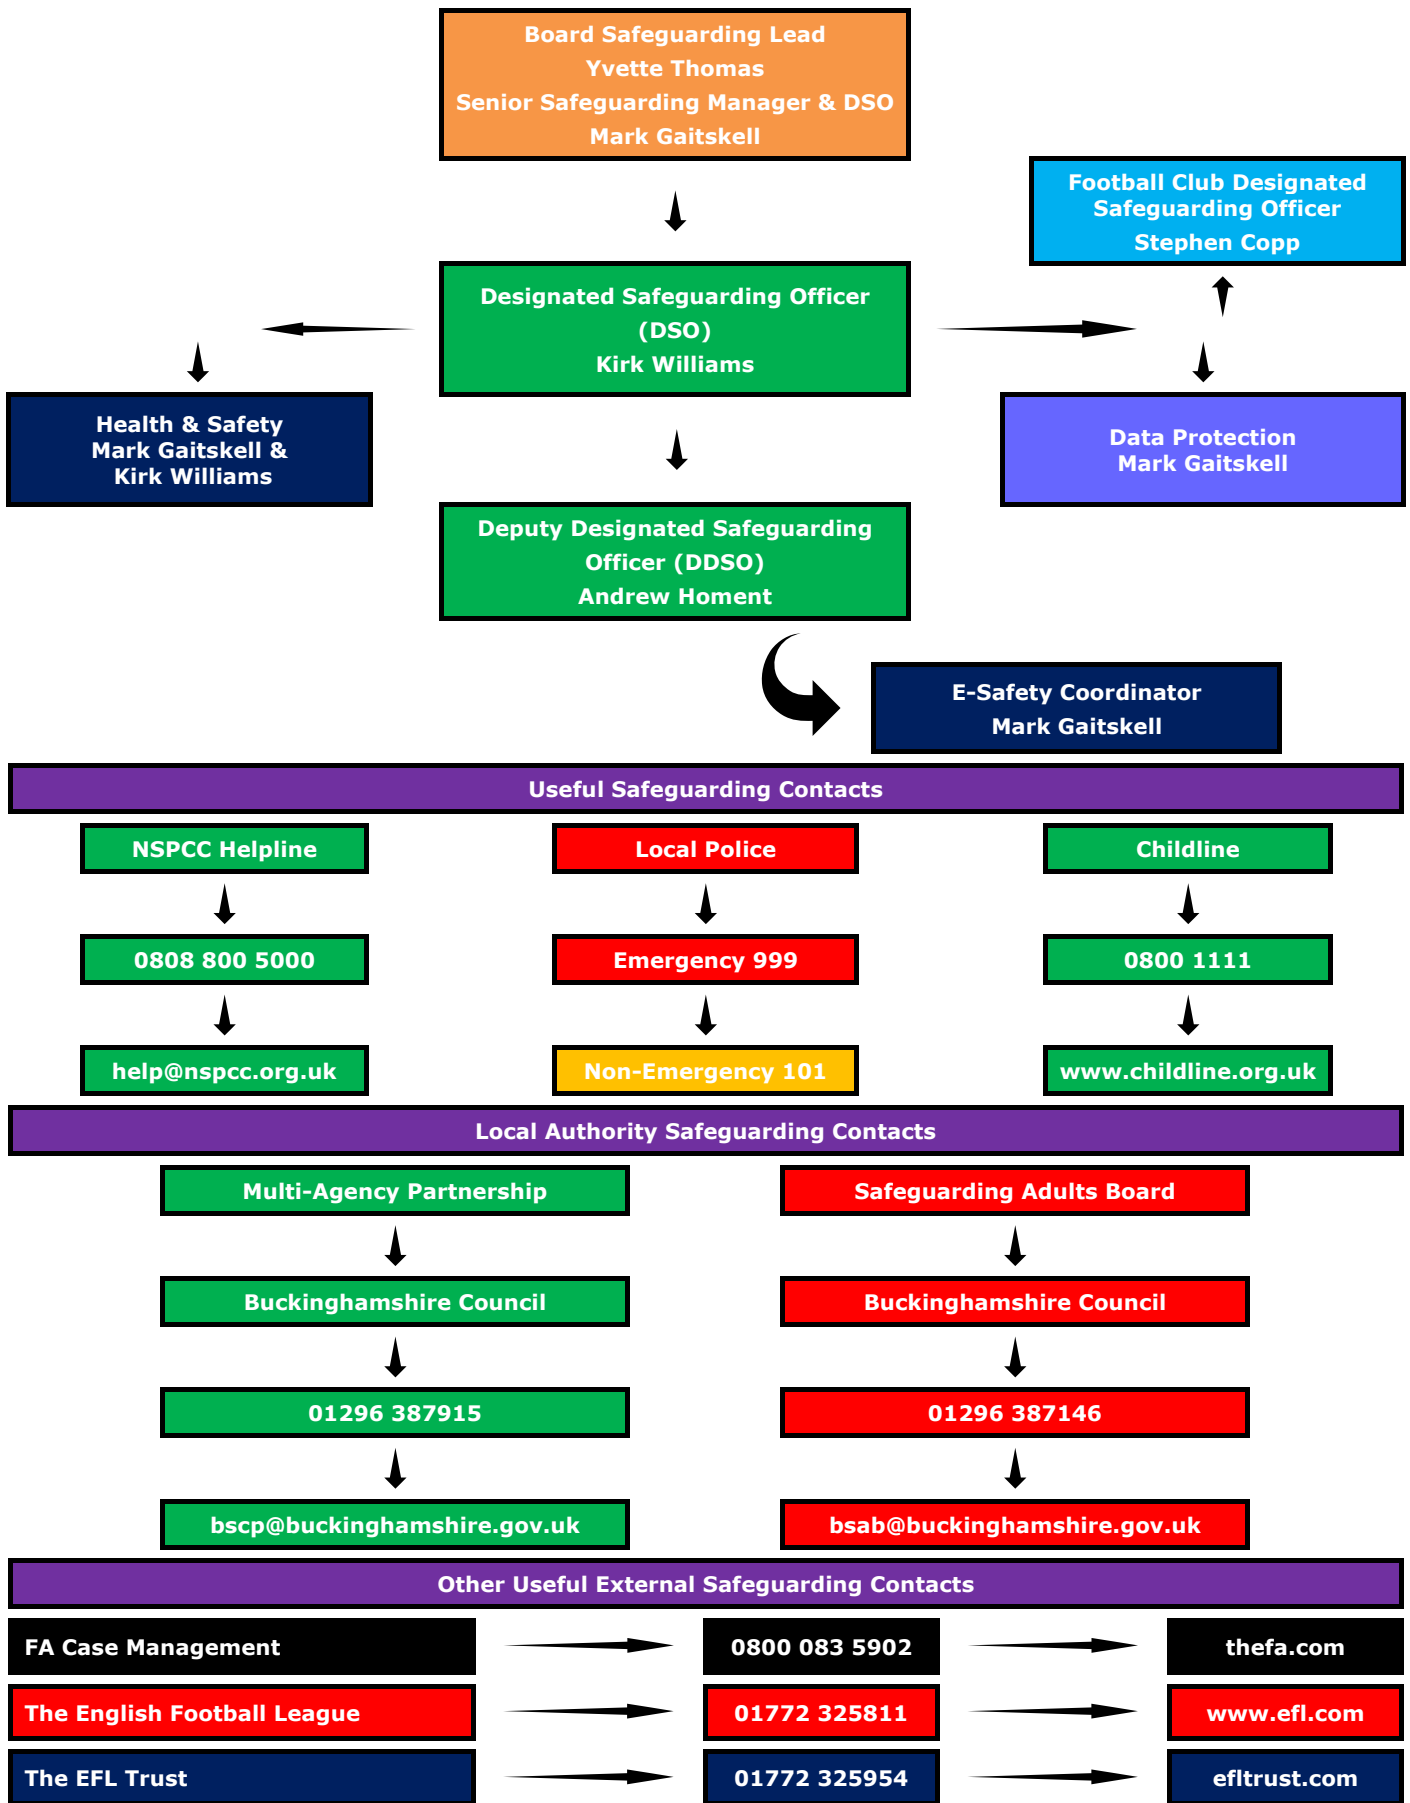 Board Safeguarding Lead
Yvette Thomas
Senior Safeguarding Manager & DSO
Mark Gaitskell
Football Club Designated
Safeguarding Officer
Stephen Copp
Designated Safeguarding Officer
(DSO)
Kirk Williams
Health & Safety
Mark Gaitskell &
Kirk Williams
Data Protection
Mark Gaitskell
Deputy Designated Safeguarding
Officer (DDSO)
Andrew Homent
E-Safety Coordinator
Mark Gaitskell
Useful Safeguarding Contacts
NSPCC Helpline
Local Police
Childline
0808 800 5000
Emergency 999
0800 1111
help@nspcc.org.uk
Non-Emergency 101
www.childline.org.uk
Local Authority Safeguarding Contacts
Multi-Agency Partnership
Safeguarding Adults Board
Buckinghamshire Council
Buckinghamshire Council
01296 387915
01296 387146
bscp@buckinghamshire.gov.uk
bsab@buckinghamshire.gov.uk
Other Useful External Safeguarding Contacts
FA Case Management
0800 083 5902
thefa.com
The English Football League
01772 325811
www.efl.com
The EFL Trust
01772 325954
efltrust.com